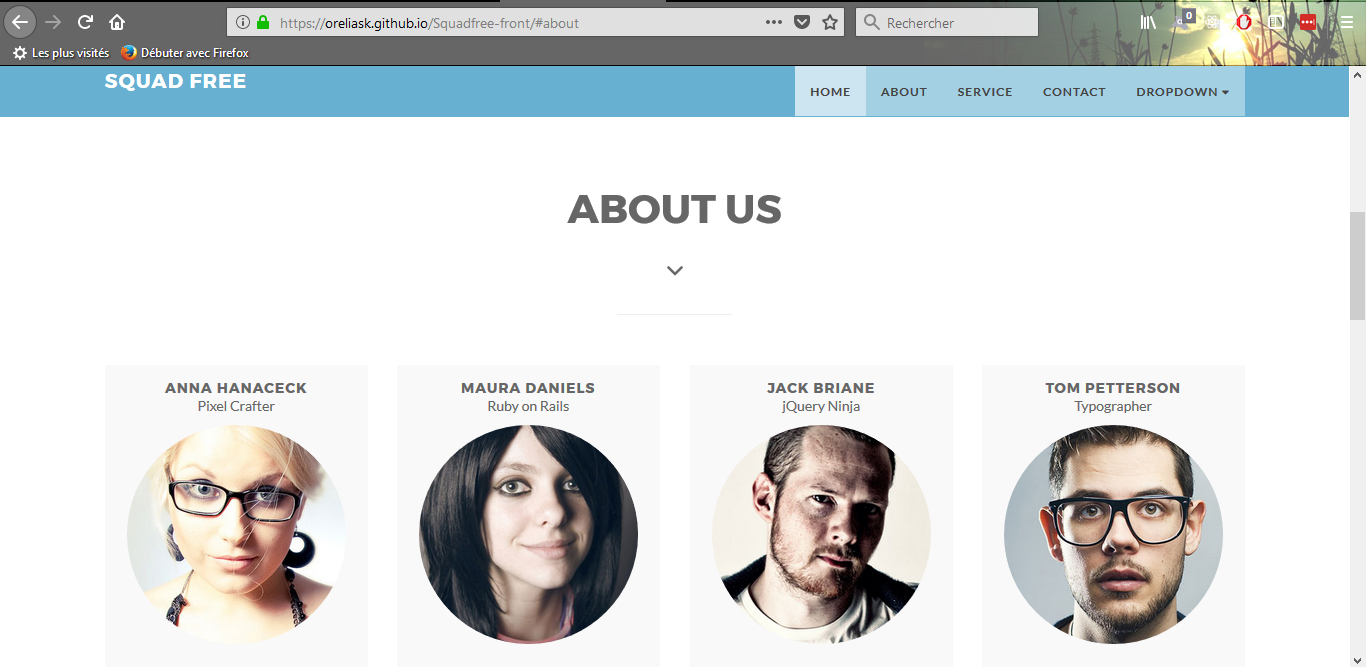 https://oreliask.github.io/Squadfree-front/#about
Rechercher
0
Les plus visités
Débuter avec Firefox
SQUAD FREE
HOME
ABOUT
SERVICE
CONTACT
DROPDOWN
ABOUT US
ANNA HANACECK
Pixel Crafter
MAURA DANIELS
Ruby on Rails
JACK BRIANE
jQuery Ninja
TOM PETTERSON
Typographer